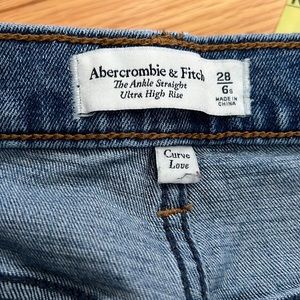 Abercrombie & Fitch
The Ankle Straight
Ultra High Rise
28
6s
MADE IN
CHINA
Curve
Love